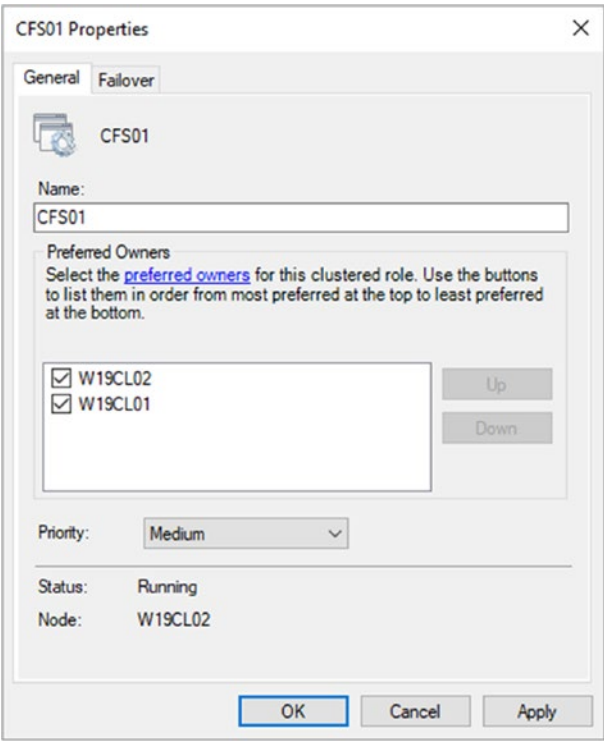 CFS01 Properties
General
Failover
CFS01
Name:
CFS01
Preferred Owners
Select the preferred owners for this clustered role. Use the buttons
to list them in order from most preferred at the top to least preferred
at the bottom.
W19CL02
Up
W19CL01
Down
Priority:
Medium
Status:
Running
Node:
W19CL02
OK
Cancel
Apply